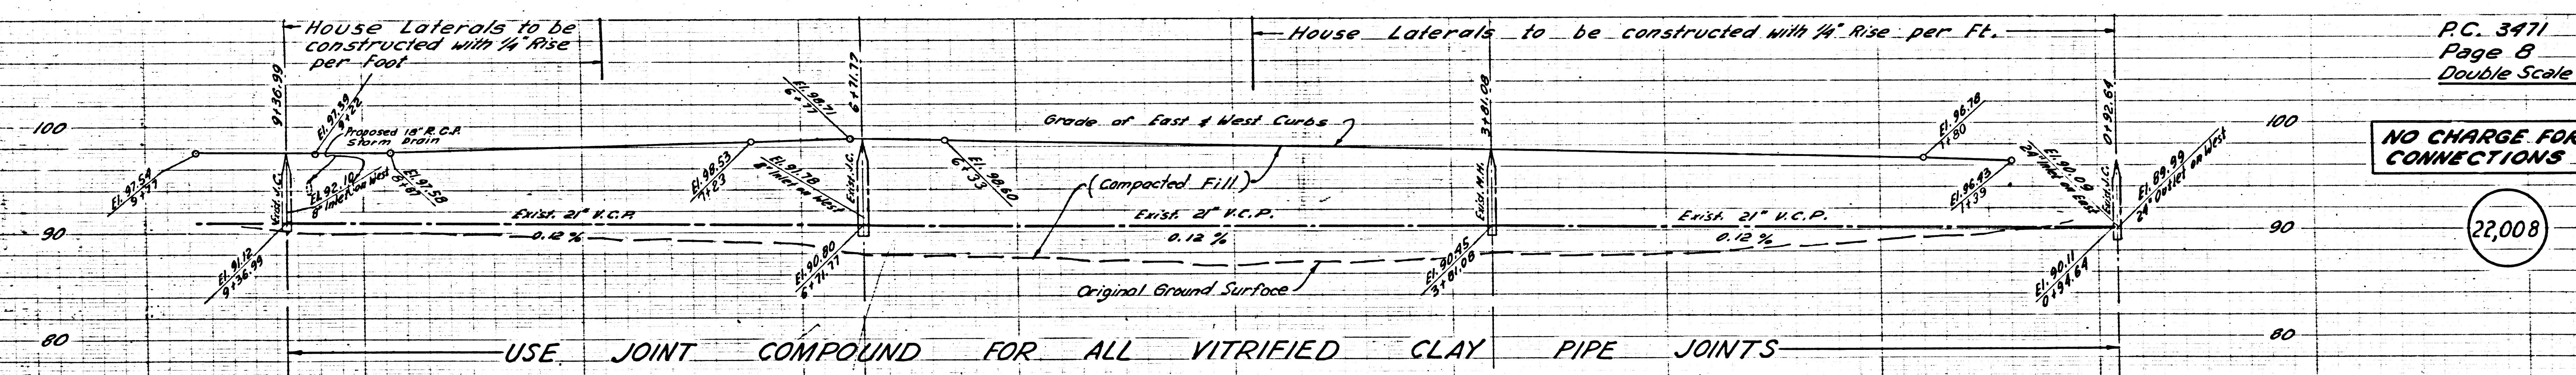 House Laterals to be
constructed with 1/4" Rise
per Foot
House Laterals to be constructed with 1/4" Rise per Ft.
P.C. 3471
Page 8
Double Scale
9+36.99
6+71.77
3+81.08
0+92.64
100
100
El. 97.54
9+77
El. 97.39
9+22
Proposed 18" R.C.P.
Storm Drain
El. 92.10
8" Inlet on West
El. 97.58
8+87
El. 98.53
7+23
El. 98.71
El. 91.78
8" Inlet on West
El. 98.60
6+33
Grade of East & West Curbs
(Compacted Fill)
El. 96.78
1+80
El. 96.43
1+39
El. 90.09
24" Inlet on East
El. 89.99
24" Outlet on West
Exist. J.C.
Exist. J.C.
Exist. M.H.
Exist. J.C.
NO CHARGE FOR
CONNECTIONS
22,008
90
90
Exist. 21" V.C.P.
0.12 %
Exist. 21" V.C.P.
0.12 %
Exist. 21" V.C.P.
0.12 %
El. 91.12
9+36.99
El. 90.80
6+71.77
El. 90.45
3+81.08
El. 90.11
0+94.64
Original Ground Surface
80
80
USE JOINT COMPOUND FOR ALL VITRIFIED CLAY PIPE JOINTS